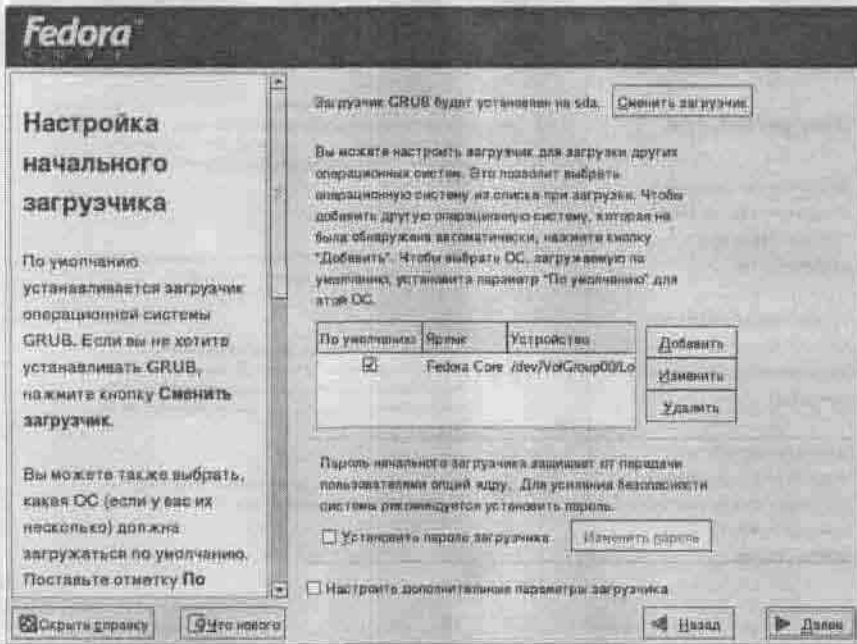 Fedora
Настройка
начального
загрузчика
По умолчанию
устанавливается загрузчик
операционной системы
GRUB. Если вы не хотите
устанавливать GRUB,
нажмите кнопку Сменить
загрузчик.
Вы можете также выбрать,
какая ОС (если у вас их
несколько) должна
загружаться по умолчанию.
Поставьте отметку По
Загрузчик GRUB будет установлен на sda.
Сменить загрузчик
Вы можете настроить загрузчик для загрузки других
операционных систем. Это позволит выбрать
операционную систему из списка при загрузке. Чтобы
добавить другую операционную систему, которая не
была обнаружена автоматически, нажмите кнопку
"Добавить". Чтобы выбрать ОС, загружаемую по
умолчанию, установите параметр "По умолчанию" для
этой ОС.
По умолчанию Ярлык Устройство
Fedora Core /dev/VolGroup00/Lo
Добавить
Изменить
Удалить
Пароль начального загрузчика защищает от передачи
пользователями опций ядру. Для усиления безопасности
системы рекомендуется установить пароль.
Установить пароль загрузчика
Изменить пароль
Настроить дополнительные параметры загрузчика
Скрыть справку
Что нового
Назад
Далее